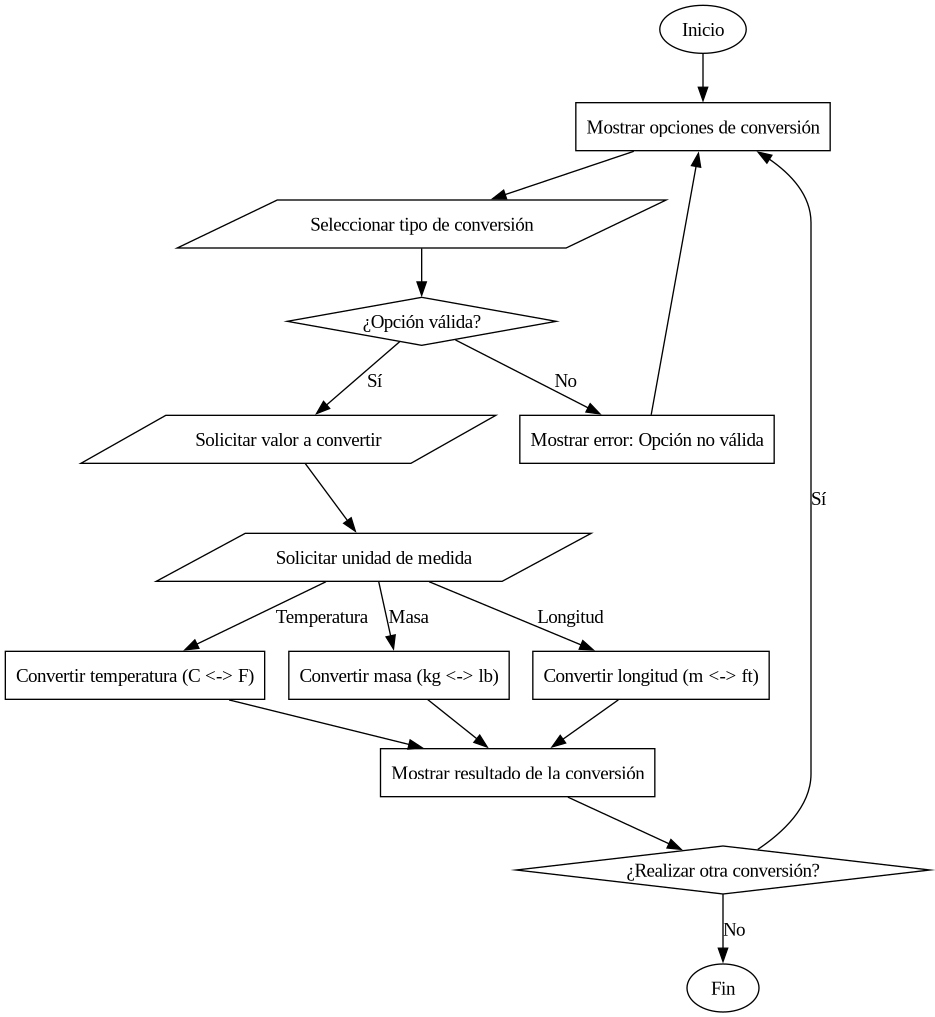 Inicio
Mostrar opciones de conversión
Seleccionar tipo de conversión
¿Opción válida?
Sí
No
Solicitar valor a convertir
Mostrar error: Opción no válida
Sí
Solicitar unidad de medida
Temperatura
Masa
Longitud
Convertir temperatura (C <-> F)
Convertir masa (kg <-> lb)
Convertir longitud (m <-> ft)
Mostrar resultado de la conversión
¿Realizar otra conversión?
No
Fin